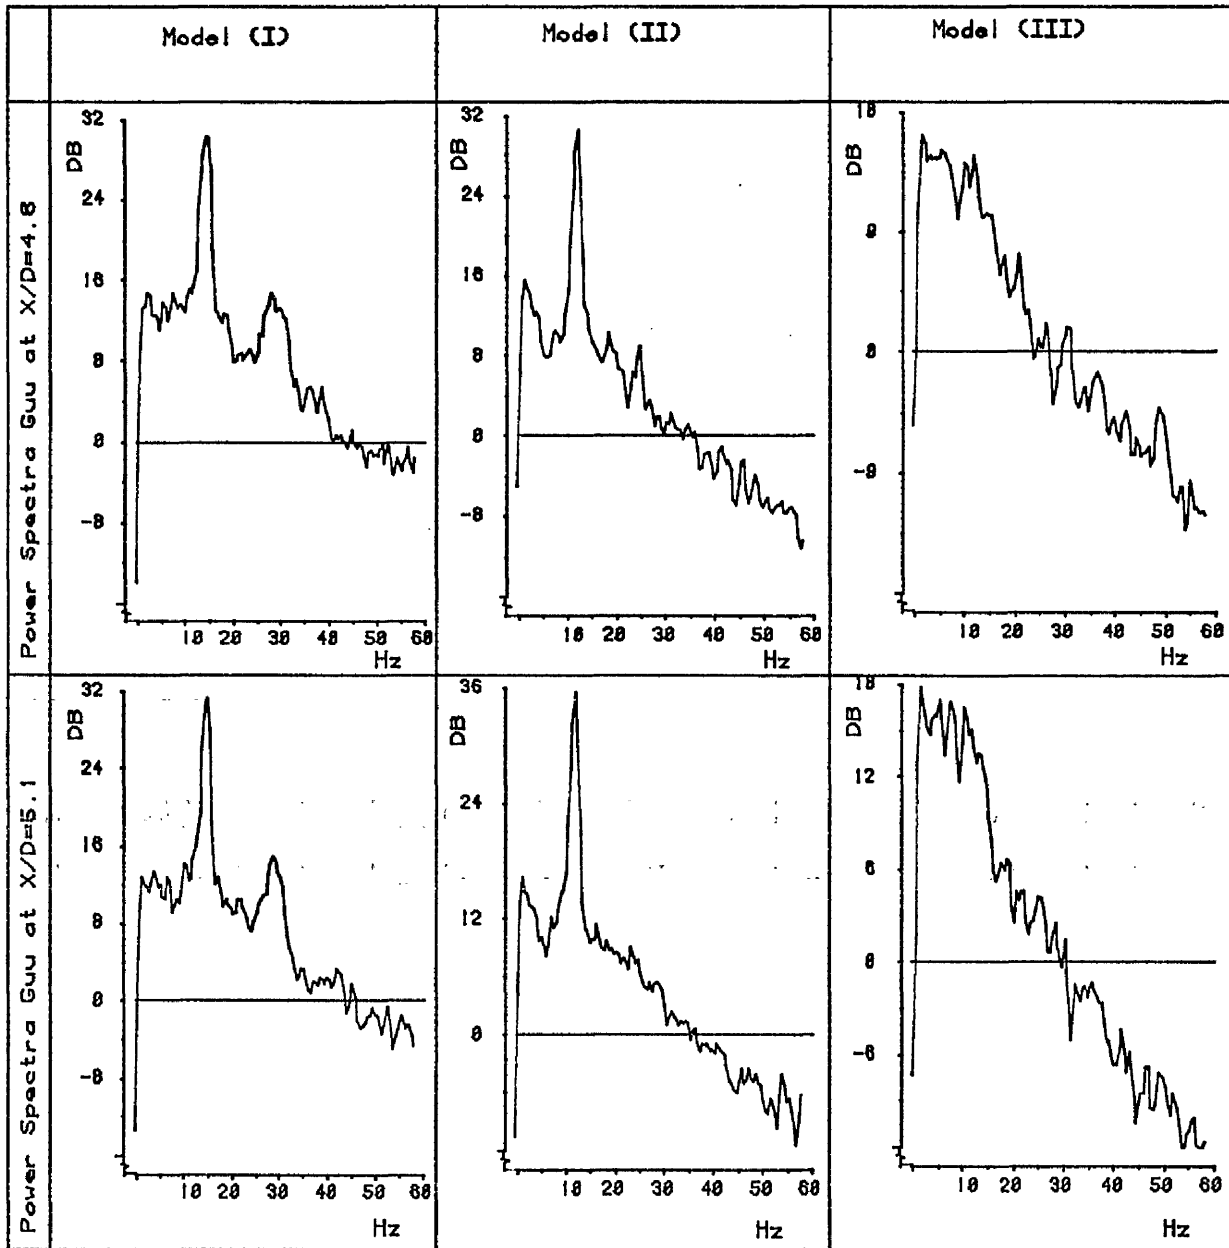 Model (I)
Model (II)
Model (III)
Power Spectra Guu at X/D=4.8
DB
32
24
16
8
0
-8
10 20 30 40 50 60
Hz
DB
32
24
16
8
0
-8
10 20 30 40 50 60
Hz
DB
18
9
0
-9
10 20 30 40 50 60
Hz
Power Spectra Guu at X/D=5.1
DB
32
24
16
8
0
-8
10 20 30 40 50 60
Hz
DB
36
24
12
0
10 20 30 40 50 60
Hz
DB
18
12
6
0
-6
10 20 30 40 50 60
Hz